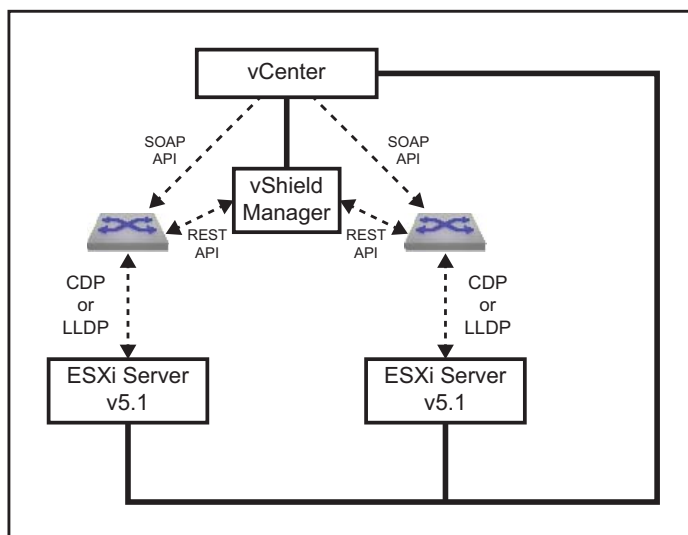 vCenter
SOAP
API
SOAP
API
vShield
Manager
REST
API
REST
API
CDP
or
LLDP
CDP
or
LLDP
ESXi Server
v5.1
ESXi Server
v5.1